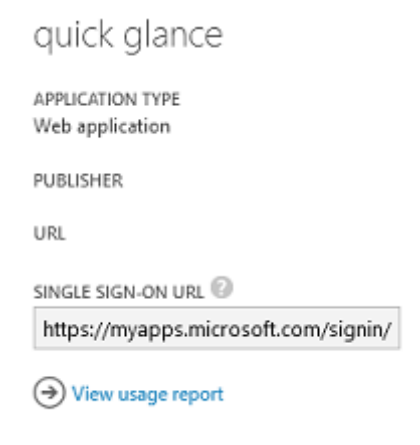 quick glance
APPLICATION TYPE
Web application
PUBLISHER
URL
SINGLE SIGN-ON URL ?
https://myapps.microsoft.com/signin/
View usage report